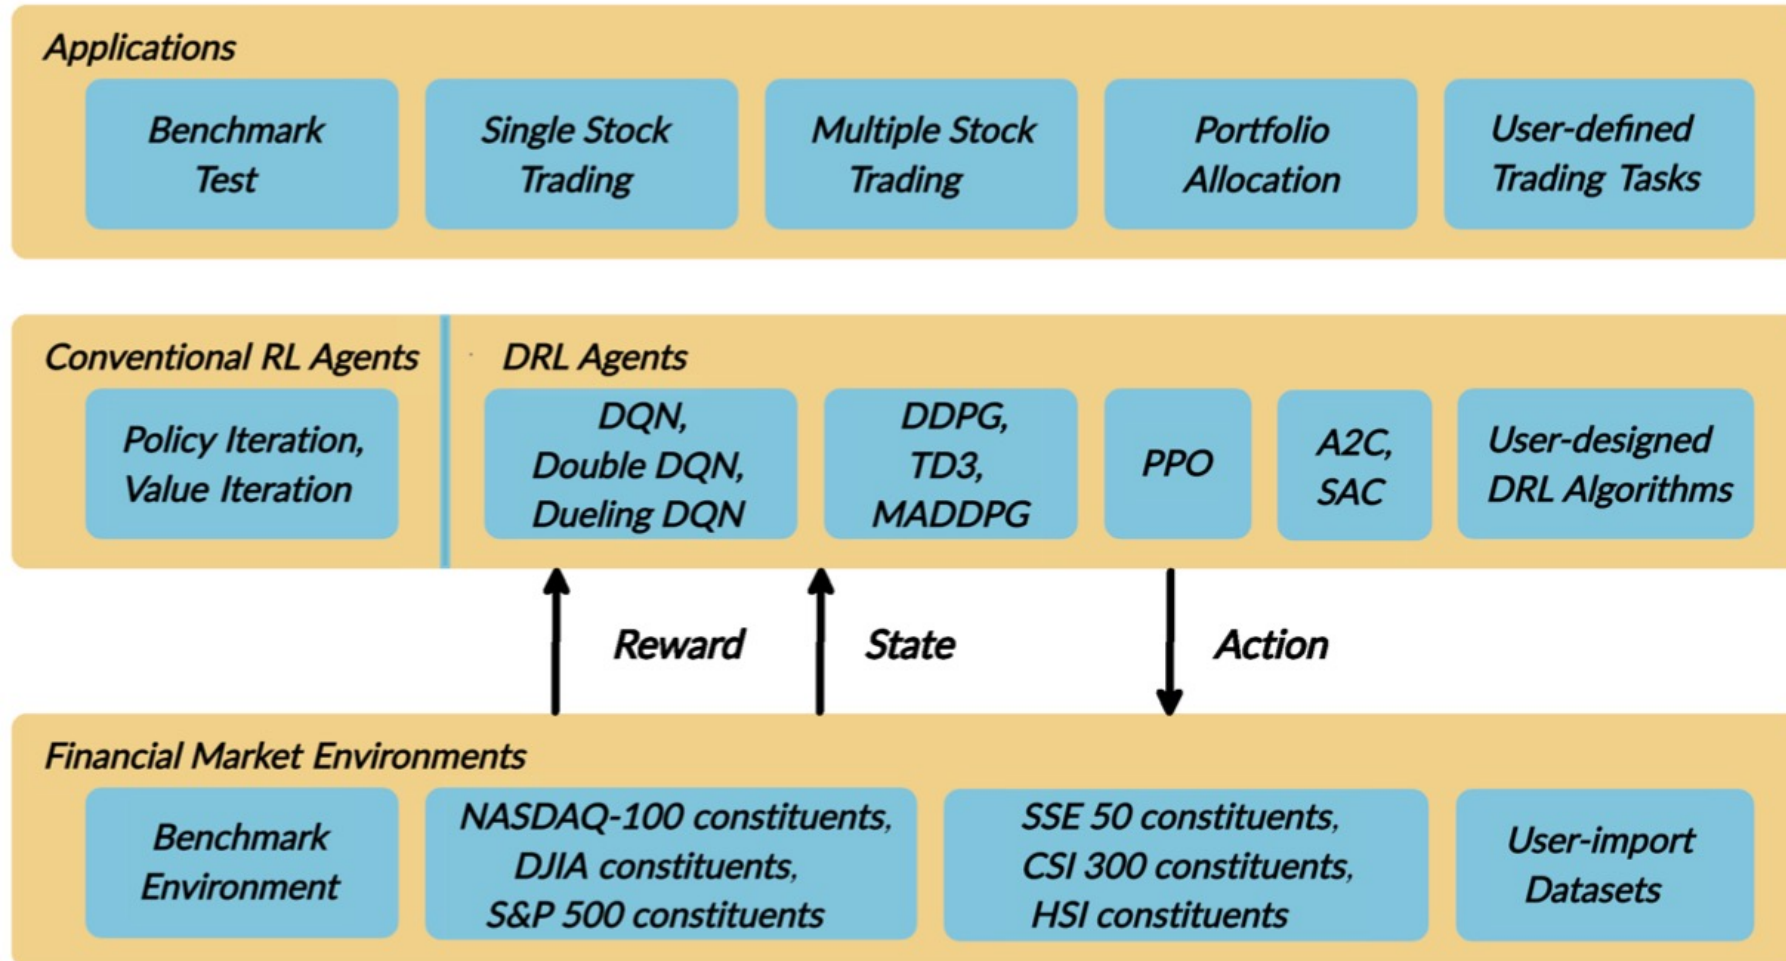 Applications
Benchmark
Test
Single Stock
Trading
Multiple Stock
Trading
Portfolio
Allocation
User-defined
Trading Tasks
Conventional RL Agents
Policy Iteration,
Value Iteration
DRL Agents
DQN,
Double DQN,
Dueling DQN
DDPG,
TD3,
MADDPG
PPO
A2C,
SAC
User-designed
DRL Algorithms
Reward
State
Action
Financial Market Environments
Benchmark
Environment
NASDAQ-100 constituents,
DJIA constituents,
S&P 500 constituents
SSE 50 constituents,
CSI 300 constituents,
HSI constituents
User-import
Datasets